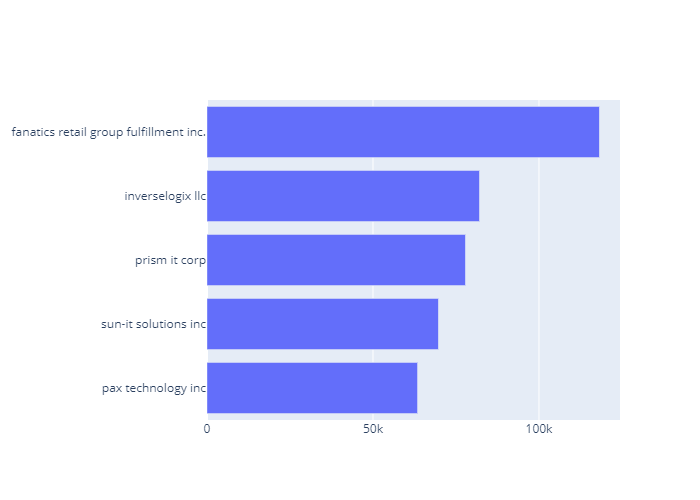 fanatics retail group fulfillment inc.
inverselogix llc
prism it corp
sun-it solutions inc
pax technology inc
0 50k 100k